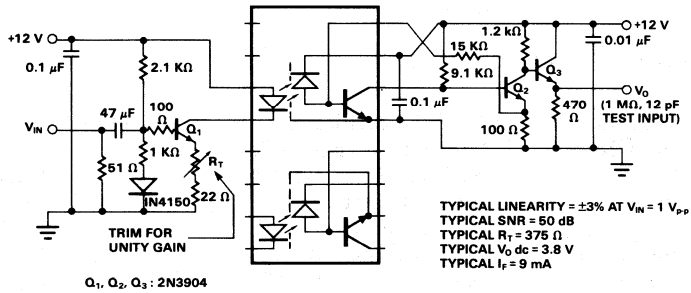 +12 V
0.1 µF
2.1 KΩ
47 µF
100
Ω
Q1
VIN
51 Ω
1 KΩ
IN4150
RT
22 Ω
TRIM FOR
UNITY GAIN
Q1, Q2, Q3 : 2N3904
0.1 µF
15 KΩ
9.1 KΩ
1.2 kΩ
Q2
Q3
100 Ω
470
Ω
+12 V
0.01 µF
VO
(1 MΩ, 12 pF
TEST INPUT)
TYPICAL LINEARITY = ±3% AT VIN = 1 Vp-p
TYPICAL SNR = 50 dB
TYPICAL RT = 375 Ω
TYPICAL VO dc = 3.8 V
TYPICAL IF = 9 mA